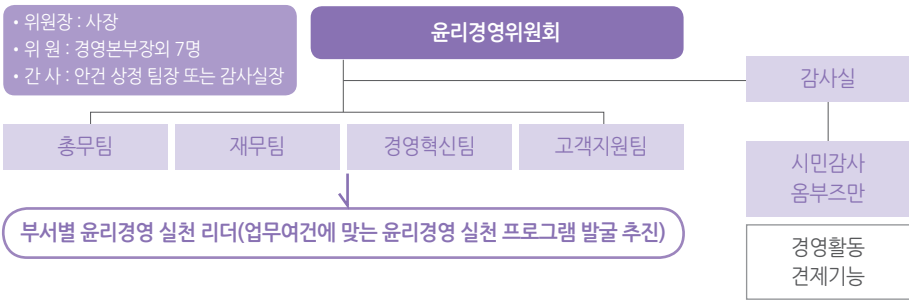 • 위원장 : 사장
• 위 원 : 경영본부장외 7명
• 간 사 : 안건 상정 팀장 또는 감사실장
윤리경영위원회
감사실
총무팀
재무팀
경영혁신팀
고객지원팀
시민감사
옴부즈만
부서별 윤리경영 실천 리더(업무여건에 맞는 윤리경영 실천 프로그램 발굴 추진)
경영활동
견제기능